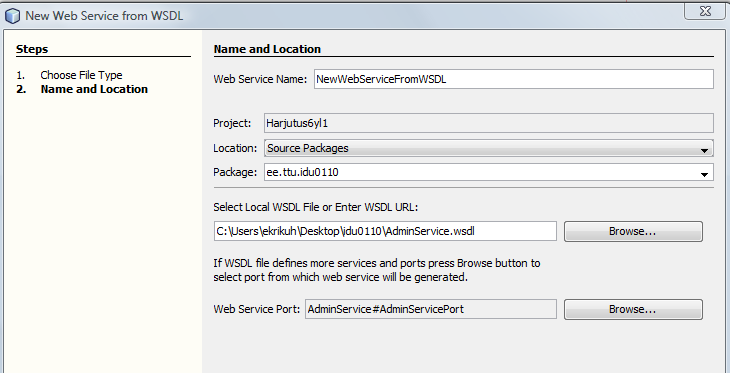 New Web Service from WSDL
Steps
1. Choose File Type
2. Name and Location
Name and Location
Web Service Name: NewWebServiceFromWSDL
Project: Harjutus6yl1
Location: Source Packages
Package: ee.ttu.idu0110
Select Local WSDL File or Enter WSDL URL:
C:\Users\ekrikuh\Desktop\idu0110\AdminService.wsdl Browse...
If WSDL file defines more services and ports press Browse button to
select port from which web service will be generated.
Web Service Port: AdminService#AdminServicePort Browse...